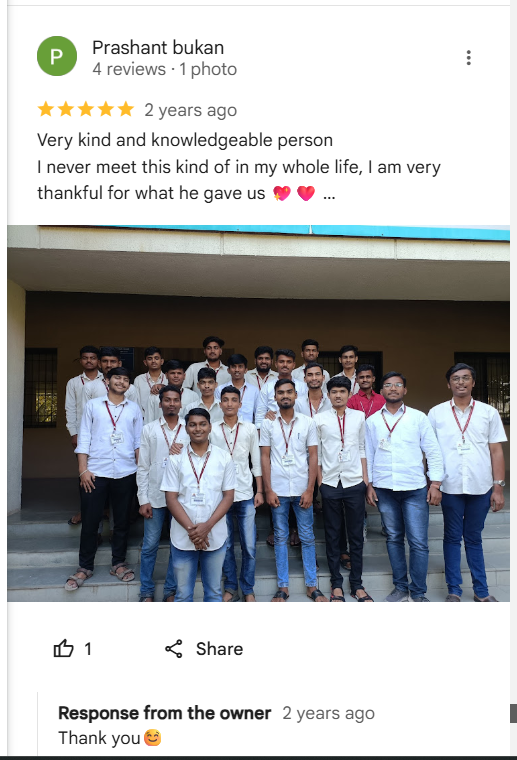 P
Prashant bukan
4 reviews · 1 photo
2 years ago
Very kind and knowledgeable person
I never meet this kind of in my whole life, I am very
thankful for what he gave us 💖 ❤️ ...
1
Share
Response from the owner 2 years ago
Thank you😊